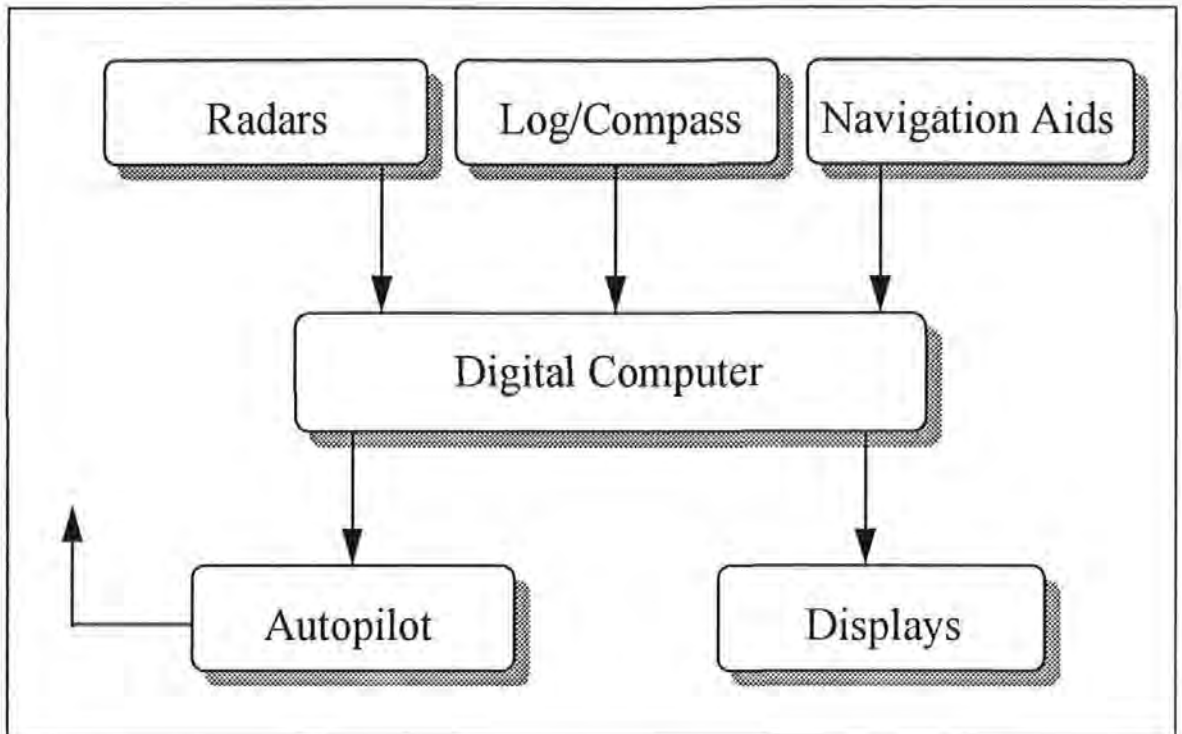 Radars
Log/Compass
Navigation Aids
Digital Computer
Autopilot
Displays